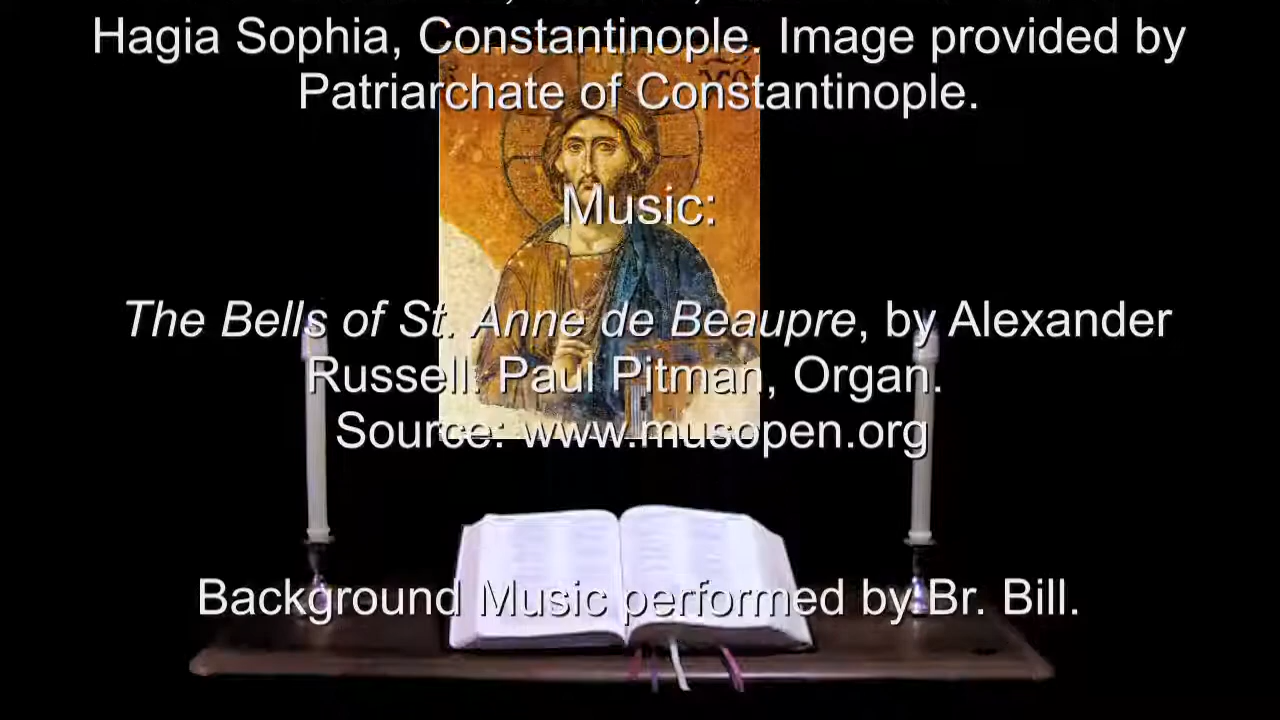 Hagia Sophia, Constantinople. Image provided by
Patriarchate of Constantinople.
Music:
The Bells of St. Anne de Beaupre, by Alexander
Russell. Paul Pitman, Organ.
Source: www.musopen.org
Background Music performed by Br. Bill.